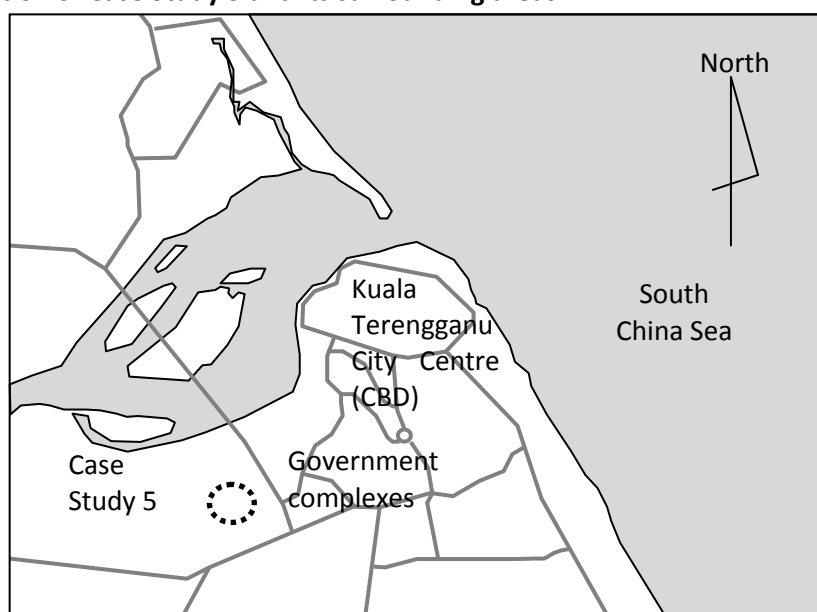 North
Kuala
Terengganu
City Centre
(CBD)
South
China Sea
Case
Study 5
Government
complexes